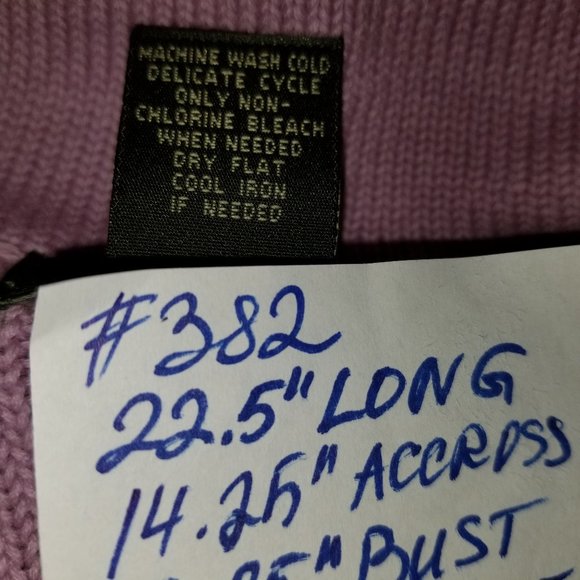 MACHINE WASH COLD
DELICATE CYCLE
ONLY NON-
CHLORINE BLEACH
WHEN NEEDED
DRY FLAT
COOL IRON
IF NEEDED
#382
22.5" LONG
14.25" ACCROSS
BUST